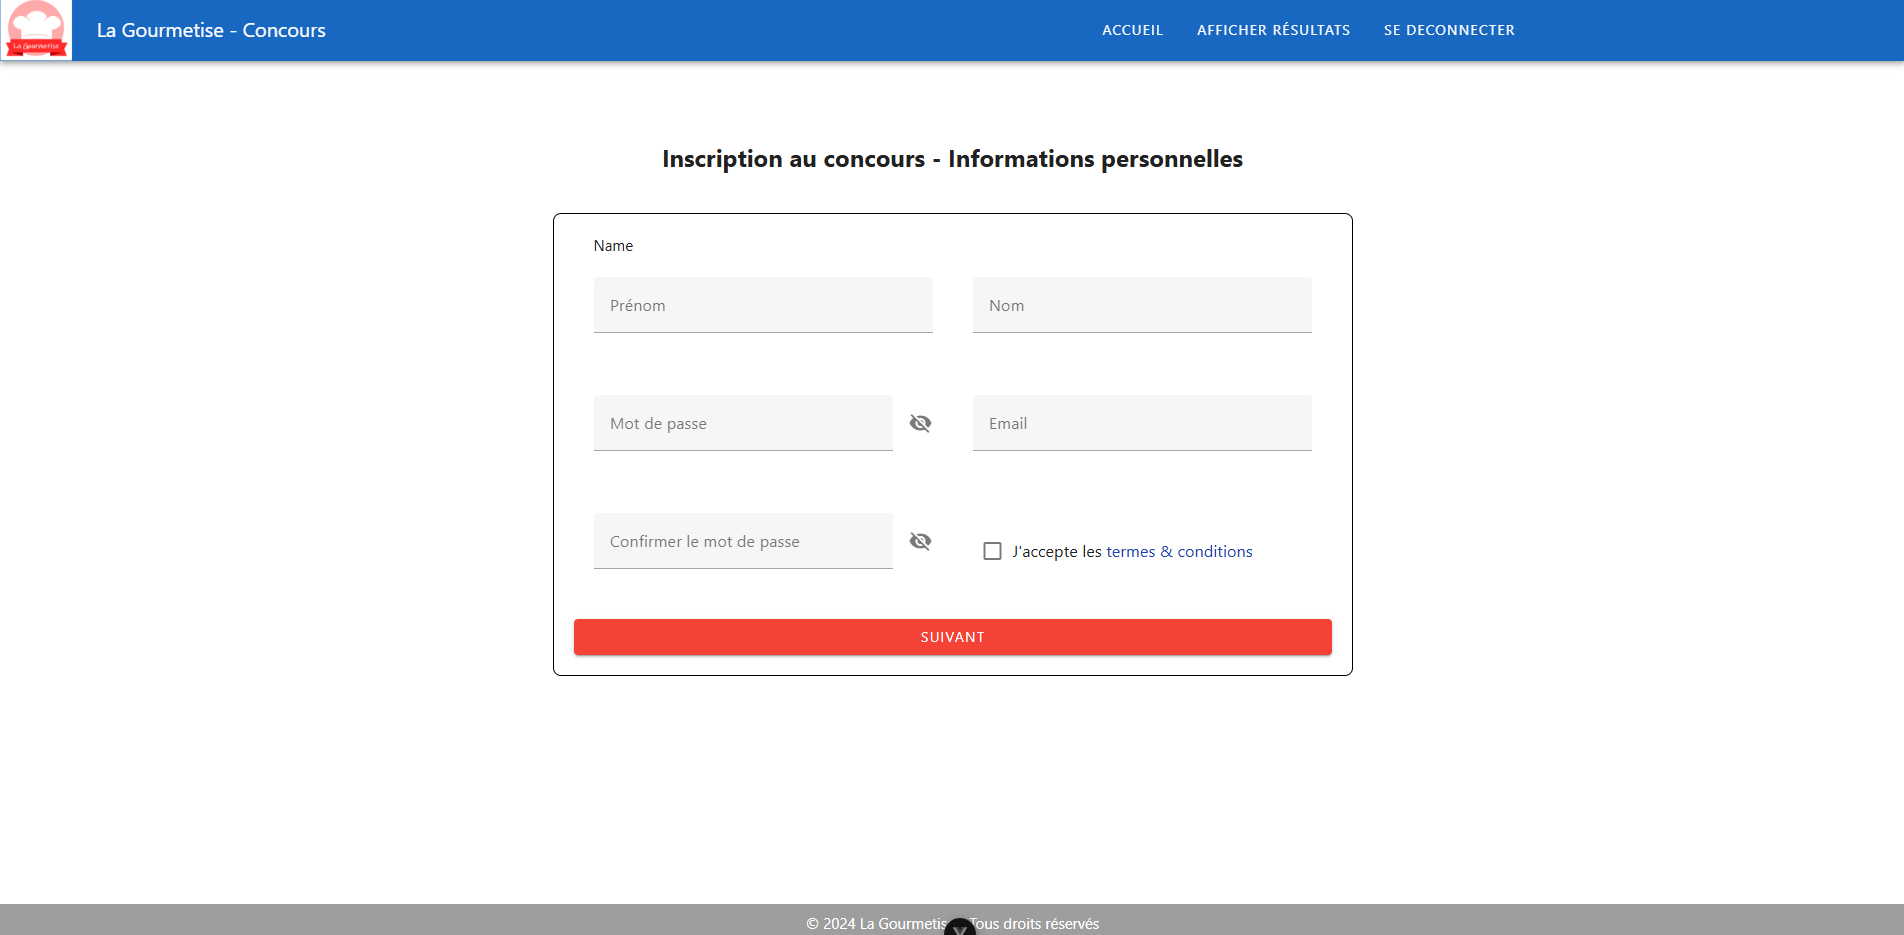 La Gourmetise
La Gourmetise - Concours
ACCUEIL
AFFICHER RÉSULTATS
SE DECONNECTER
Inscription au concours - Informations personnelles
Name
Prénom
Nom
Mot de passe
Email
Confirmer le mot de passe
J'accepte les termes & conditions
SUIVANT
© 2024 La Gourmetis Tous droits réservés